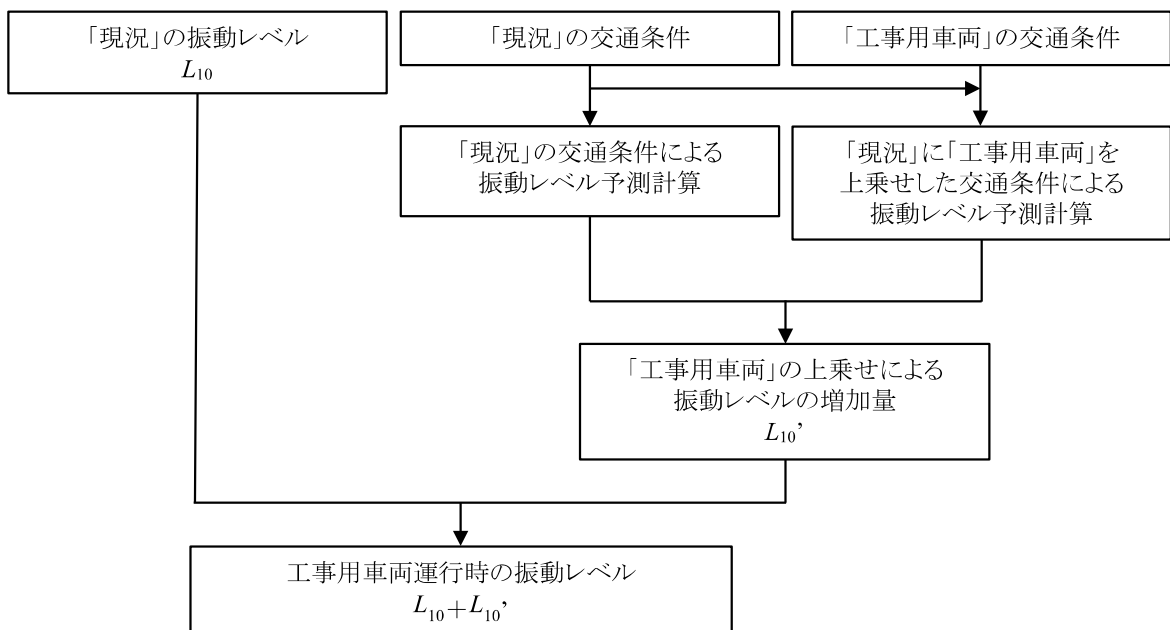 「現況」の振動レベル
L₁₀
「現況」の交通条件
「工事用車両」の交通条件
「現況」の交通条件による
振動レベル予測計算
「現況」に「工事用車両」を
上乗せした交通条件による
振動レベル予測計算
「工事用車両」の上乗せによる
振動レベルの増加量
L₁₀’
工事用車両運行時の振動レベル
L₁₀+L₁₀’